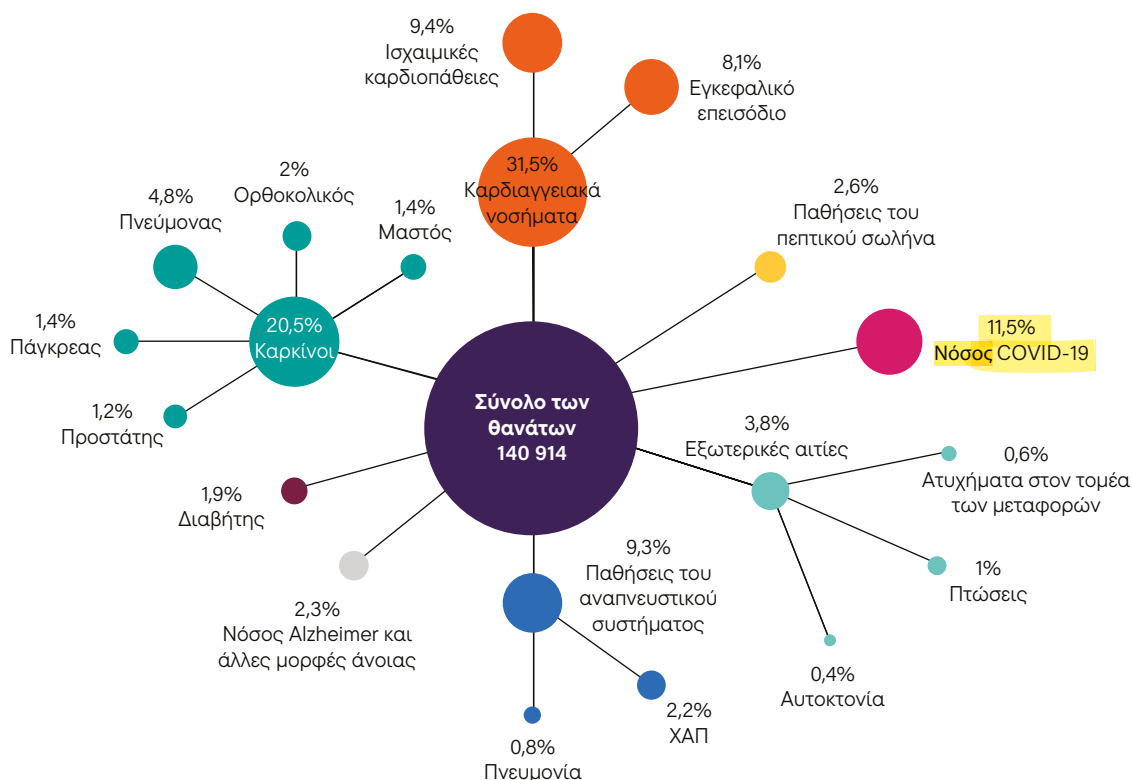 9,4%
Ισχαιμικές
καρδιοπάθειες
8,1%
Εγκεφαλικό
επεισόδιο
31,5%
Καρδιαγγειακά
νοσήματα
2%
Ορθοκολικός
4,8%
Πνεύμονας
1,4%
Μαστός
2,6%
Παθήσεις του
πεπτικού σωλήνα
1,4%
Πάγκρεας
20,5%
Καρκίνοι
11,5%
Νόσος COVID-19
1,2%
Προστάτης
Σύνολο των
θανάτων
140 914
3,8%
Εξωτερικές αιτίες
0,6%
Ατυχήματα στον τομέα
των μεταφορών
1,9%
Διαβήτης
9,3%
Παθήσεις του
αναπνευστικού
συστήματος
1%
Πτώσεις
2,3%
Νόσος Alzheimer και
άλλες μορφές άνοιας
0,4%
Αυτοκτονία
2,2%
ΧΑΠ
0,8%
Πνευμονία